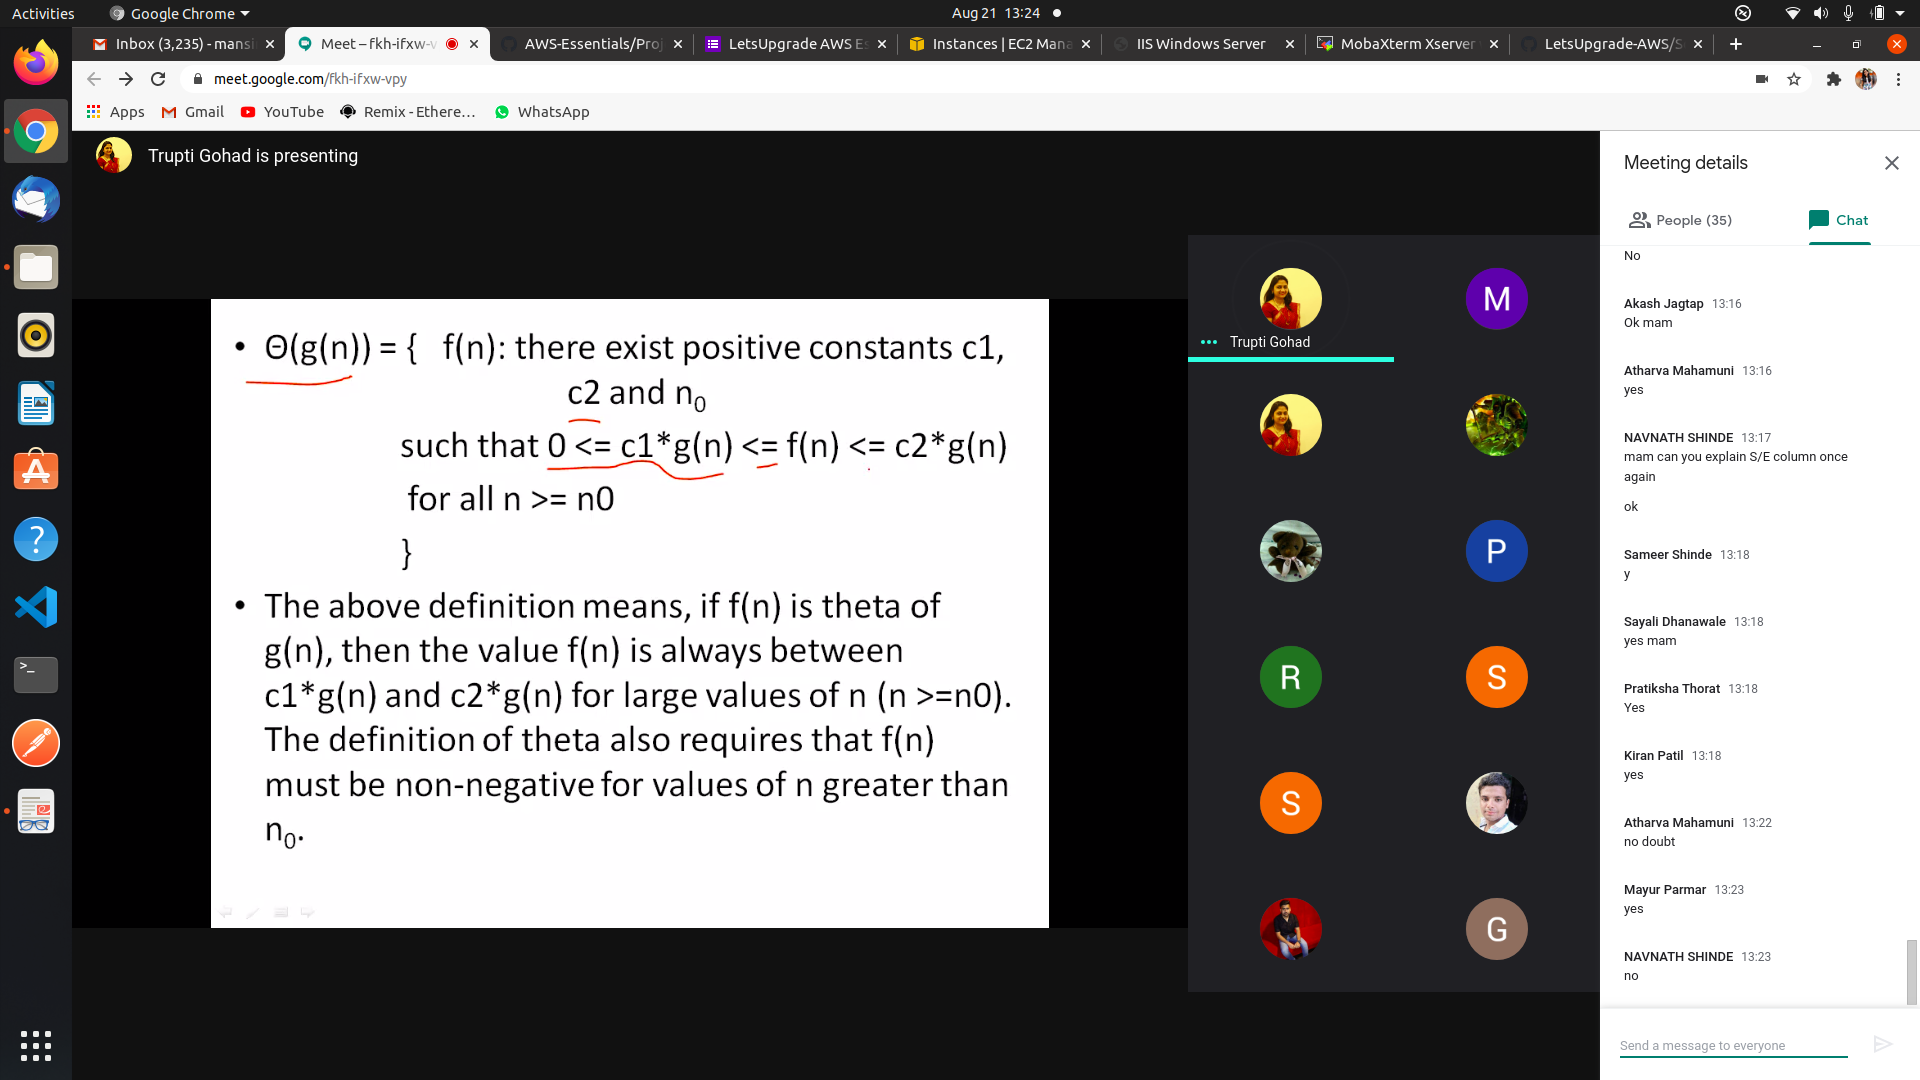 Activities
Google Chrome
Aug 21 13:24
Inbox (3,235) - mansi
Meet – fkh-ifxw-v
AWS-Essentials/Proj
LetsUpgrade AWS Es
Instances | EC2 Mana
IIS Windows Server
MobaXterm Xserver
LetsUpgrade-AWS/S
meet.google.com/fkh-ifxw-vpy
Apps
Gmail
YouTube
Remix - Ethere...
WhatsApp
Trupti Gohad is presenting
• Θ(g(n)) = { f(n): there exist positive constants c1,
c2 and n0
such that 0 <= c1*g(n) <= f(n) <= c2*g(n)
for all n >= n0
}
• The above definition means, if f(n) is theta of
g(n), then the value f(n) is always between
c1*g(n) and c2*g(n) for large values of n (n >=n0).
The definition of theta also requires that f(n)
must be non-negative for values of n greater than
n0.
Trupti Gohad
M
P
R
S
S
G
Meeting details
People (35)
Chat
No
Akash Jagtap 13:16
Ok mam
Atharva Mahamuni 13:16
yes
NAVNATH SHINDE 13:17
mam can you explain S/E column once
again
ok
Sameer Shinde 13:18
y
Sayali Dhanawale 13:18
yes mam
Pratiksha Thorat 13:18
Yes
Kiran Patil 13:18
yes
Atharva Mahamuni 13:22
no doubt
Mayur Parmar 13:23
yes
NAVNATH SHINDE 13:23
no
Send a message to everyone